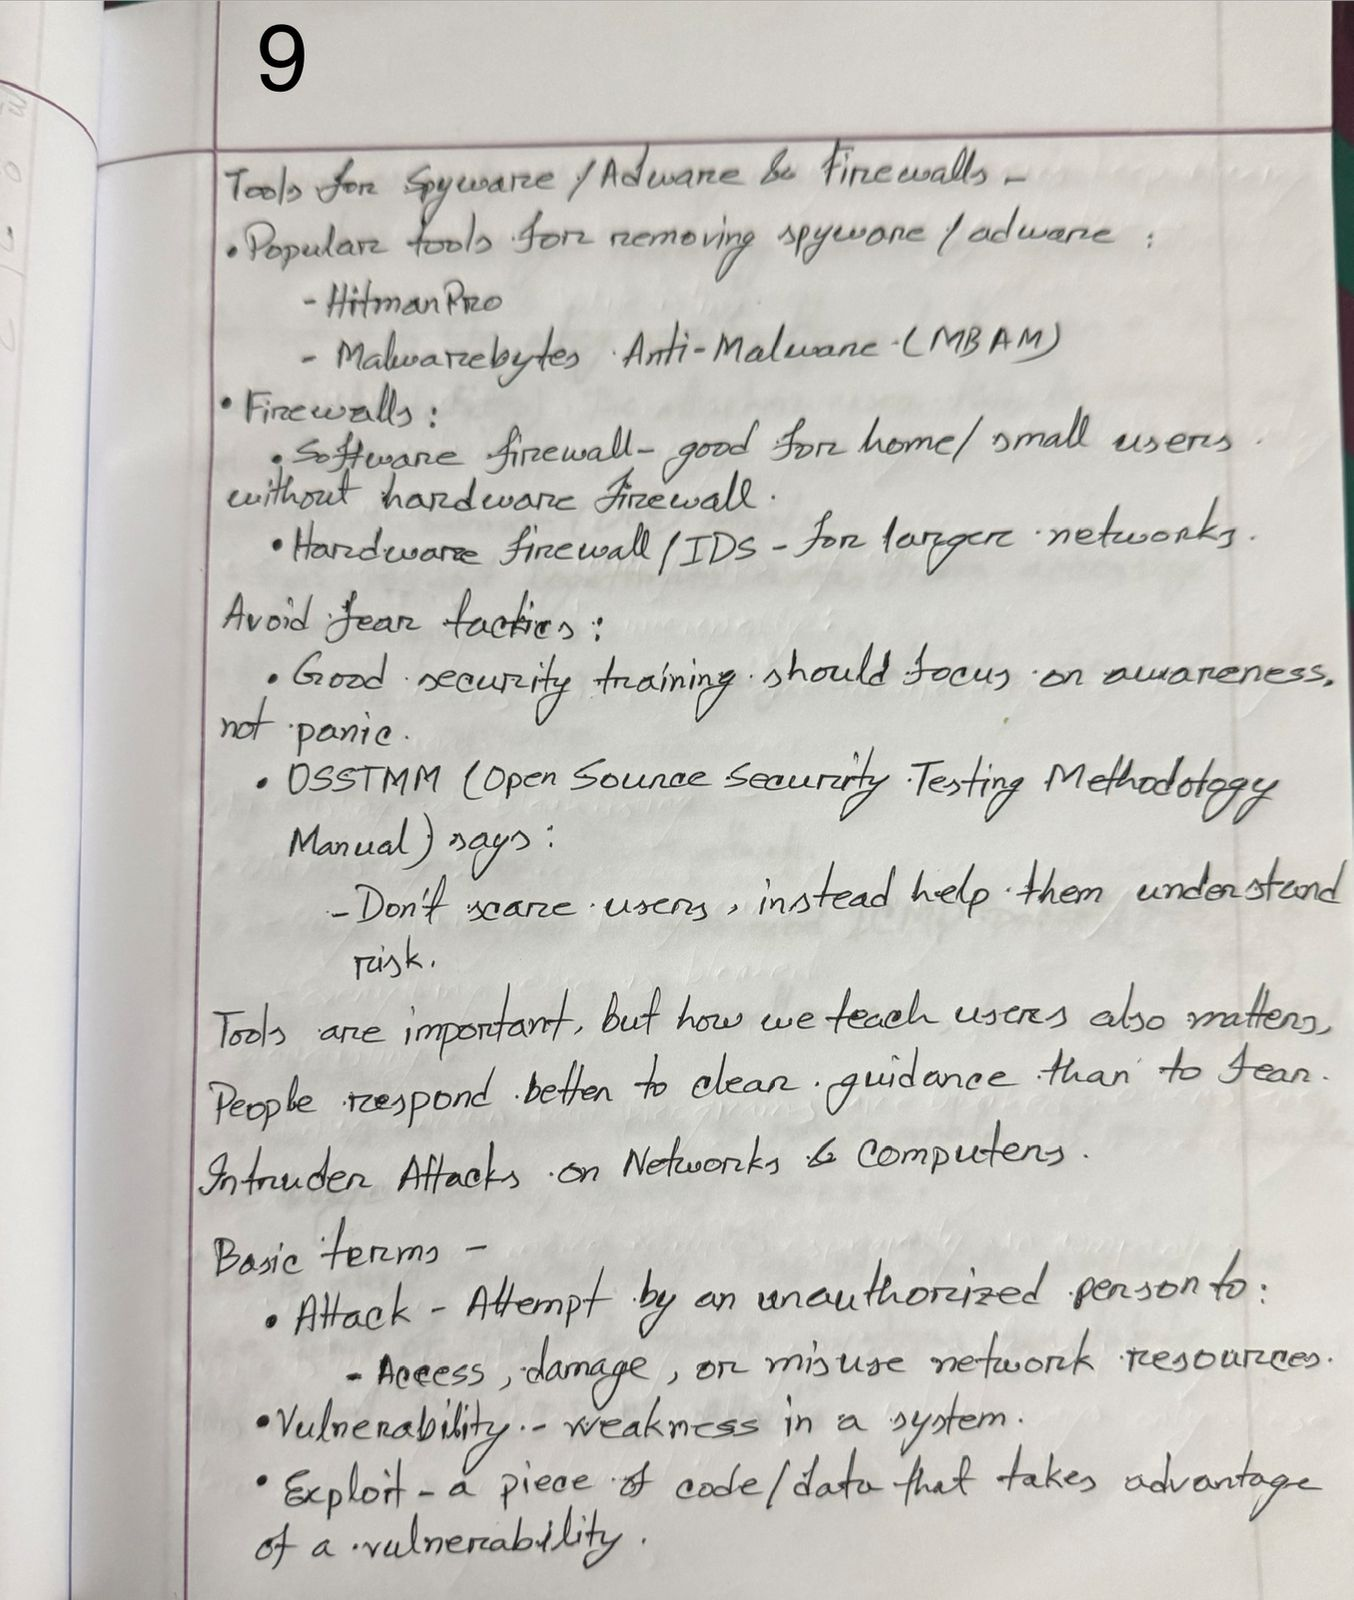 9
Tools for Spyware / Adware & Firewalls -
• Popular tools for removing spyware / adware :
- HitmanPro
- Malwarebytes Anti-Malware (MBAM)
• Firewalls :
• Software firewall - good for home/ small users
without hardware firewall.
• Hardware firewall / IDS - for larger networks.
Avoid fear tactics :
• Good security training should focus on awareness,
not panic.
• OSSTMM (Open Source Security Testing Methodology
Manual) says :
- Don't scare users, instead help them understand
risk.
Tools are important, but how we teach users also matters,
People respond better to clear guidance than to fear.
Intruder Attacks on Networks & Computers.
Basic terms -
• Attack - Attempt by an unauthorized person to :
- Access, damage, or misuse network resources.
• Vulnerability - weakness in a system.
• Exploit - a piece of code/data that takes advantage
of a vulnerability.